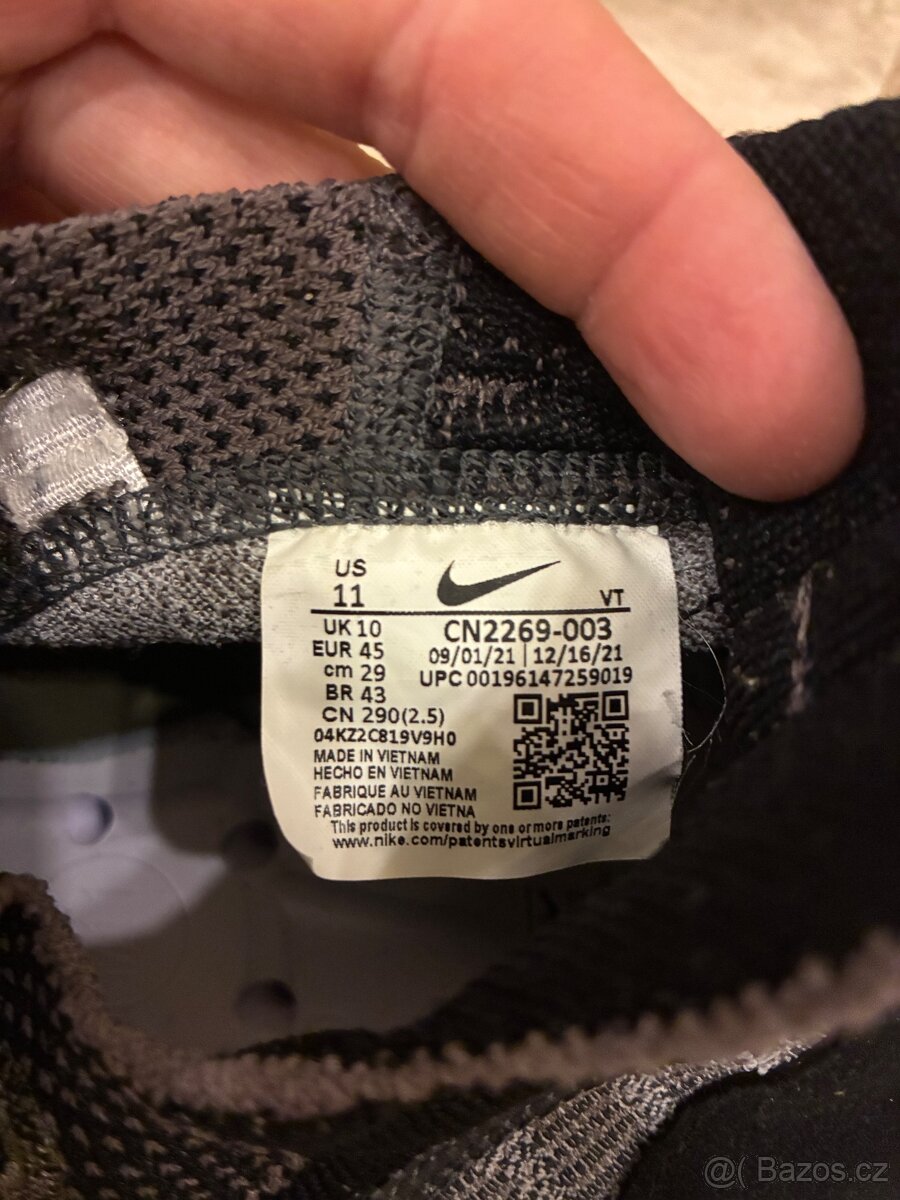 US
11
VT
UK 10
EUR 45
cm 29
BR 43
CN 290(2.5)
CN2269-003
09/01/21 | 12/16/21
UPC 00196147259019
04KZ2C819V9H0
MADE IN VIETNAM
HECHO EN VIETNAM
FABRIQUE AU VIETNAM
FABRICADO NO VIETNA
This product is covered by one or more patents:
www.nike.com/patentsvirtualmarking
@( Bazos.cz